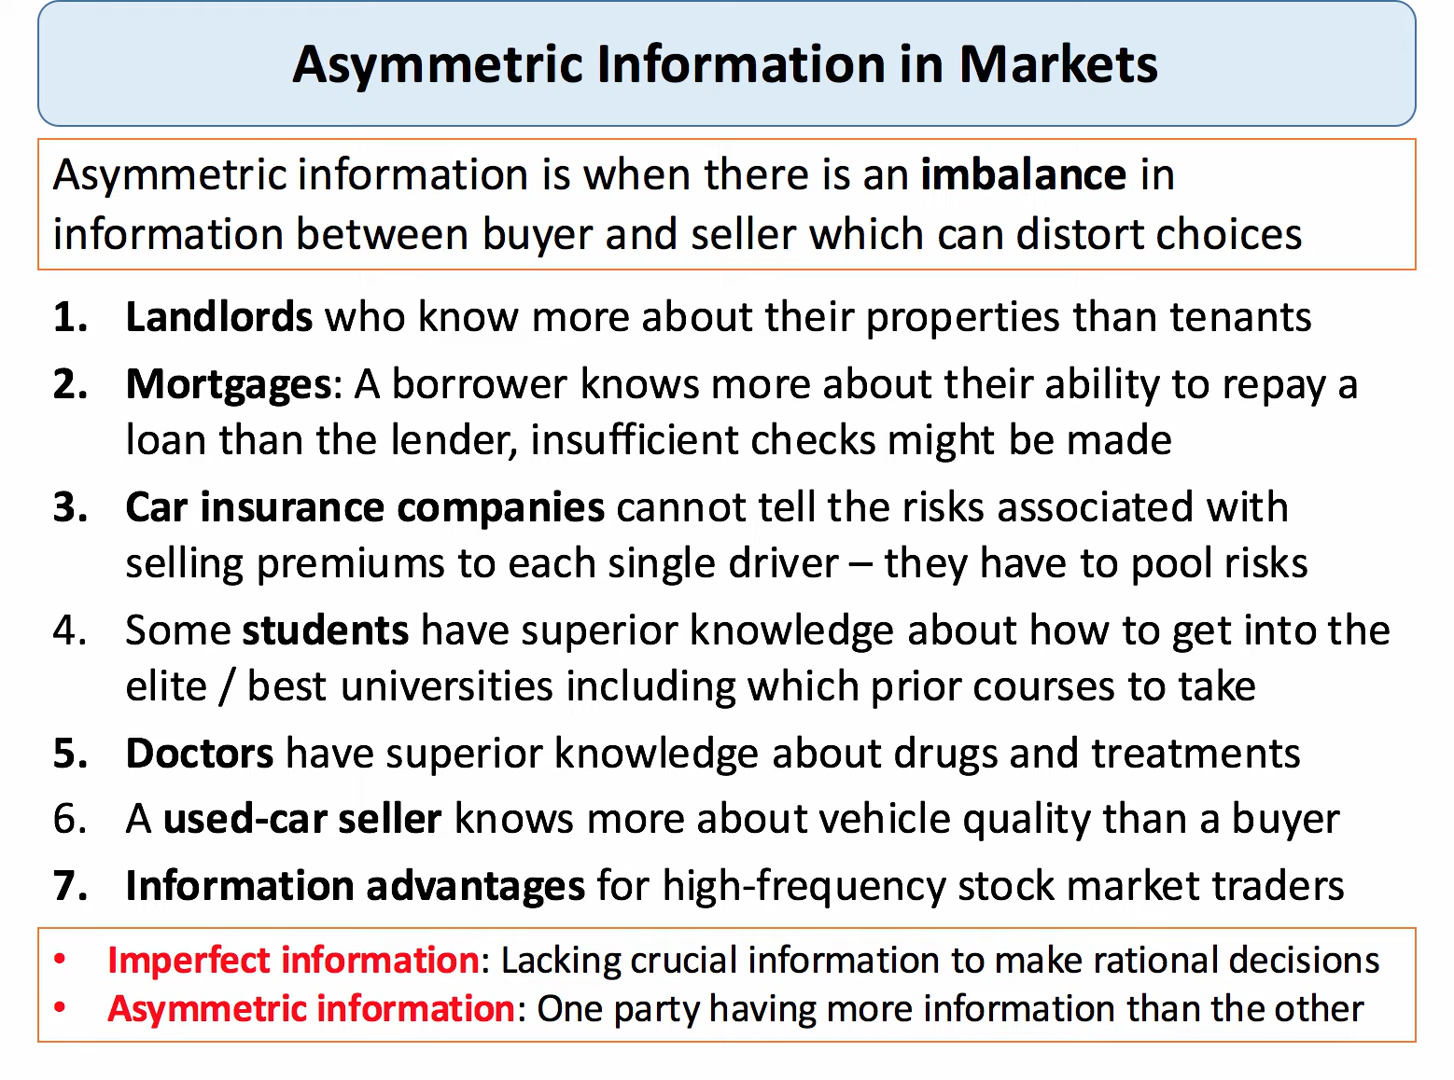 Asymmetric Information in Markets
Asymmetric information is when there is an imbalance in
information between buyer and seller which can distort choices
1. Landlords who know more about their properties than tenants
2. Mortgages: A borrower knows more about their ability to repay a
loan than the lender, insufficient checks might be made
3. Car insurance companies cannot tell the risks associated with
selling premiums to each single driver – they have to pool risks
4. Some students have superior knowledge about how to get into the
elite / best universities including which prior courses to take
5. Doctors have superior knowledge about drugs and treatments
6. A used-car seller knows more about vehicle quality than a buyer
7. Information advantages for high-frequency stock market traders
• Imperfect information: Lacking crucial information to make rational decisions
• Asymmetric information: One party having more information than the other